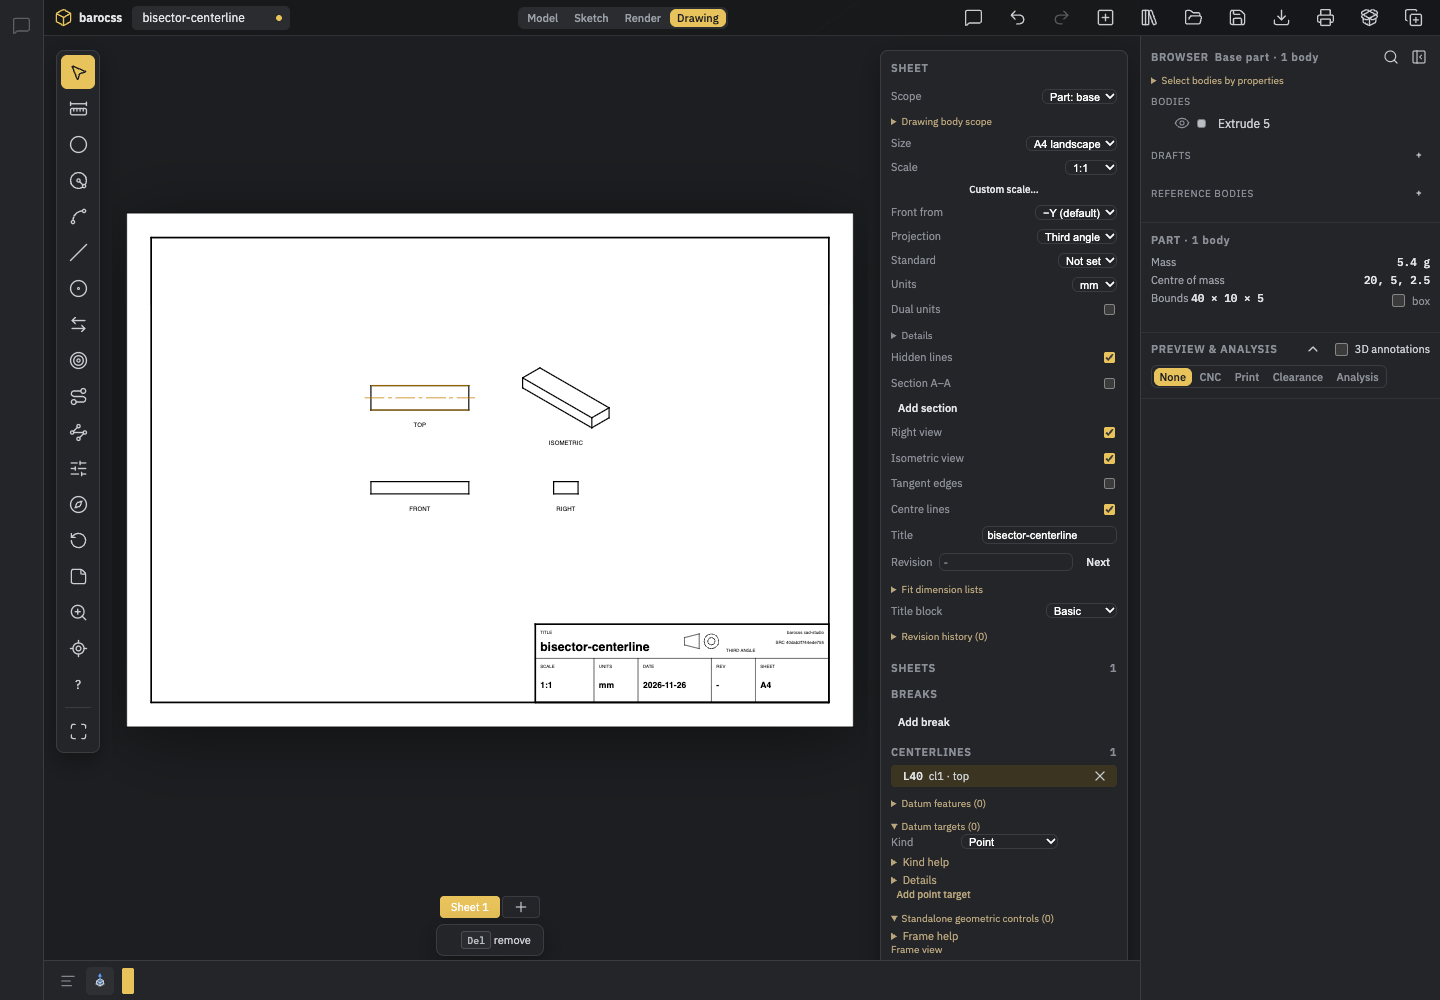 barocss
bisector-centerline
Model
Sketch
Render
Drawing
?
TOP
ISOMETRIC
FRONT
RIGHT
TITLE
bisector-centerline
THIRD ANGLE
barocss cad-studio
SCALE
UNITS
DATE
REV
SHEET
1:1
mm
2026-11-26
-
A4
Sheet 1
Del remove
SHEET
Scope Part: base
Drawing body scope
Size A4 landscape
Scale 1:1
Custom scale...
Front from −Y (default)
Projection Third angle
Standard Not set
Units mm
Dual units
Details
Hidden lines
Section A–A
Add section
Right view
Isometric view
Tangent edges
Centre lines
Title bisector-centerline
Revision - Next
Fit dimension lists
Title block Basic
Revision history (0)
SHEETS 1
BREAKS
Add break
CENTERLINES 1
L40 cl1 · top
Datum features (0)
Datum targets (0)
Kind Point
Kind help
Details
Add point target
Standalone geometric controls (0)
Frame help
Frame view
BROWSER Base part · 1 body
Select bodies by properties
BODIES
Extrude 5
DRAFTS +
REFERENCE BODIES +
PART · 1 body
Mass 5.4 g
Centre of mass 20, 5, 2.5
Bounds 40 × 10 × 5 box
PREVIEW & ANALYSIS 3D annotations
None CNC Print Clearance Analysis